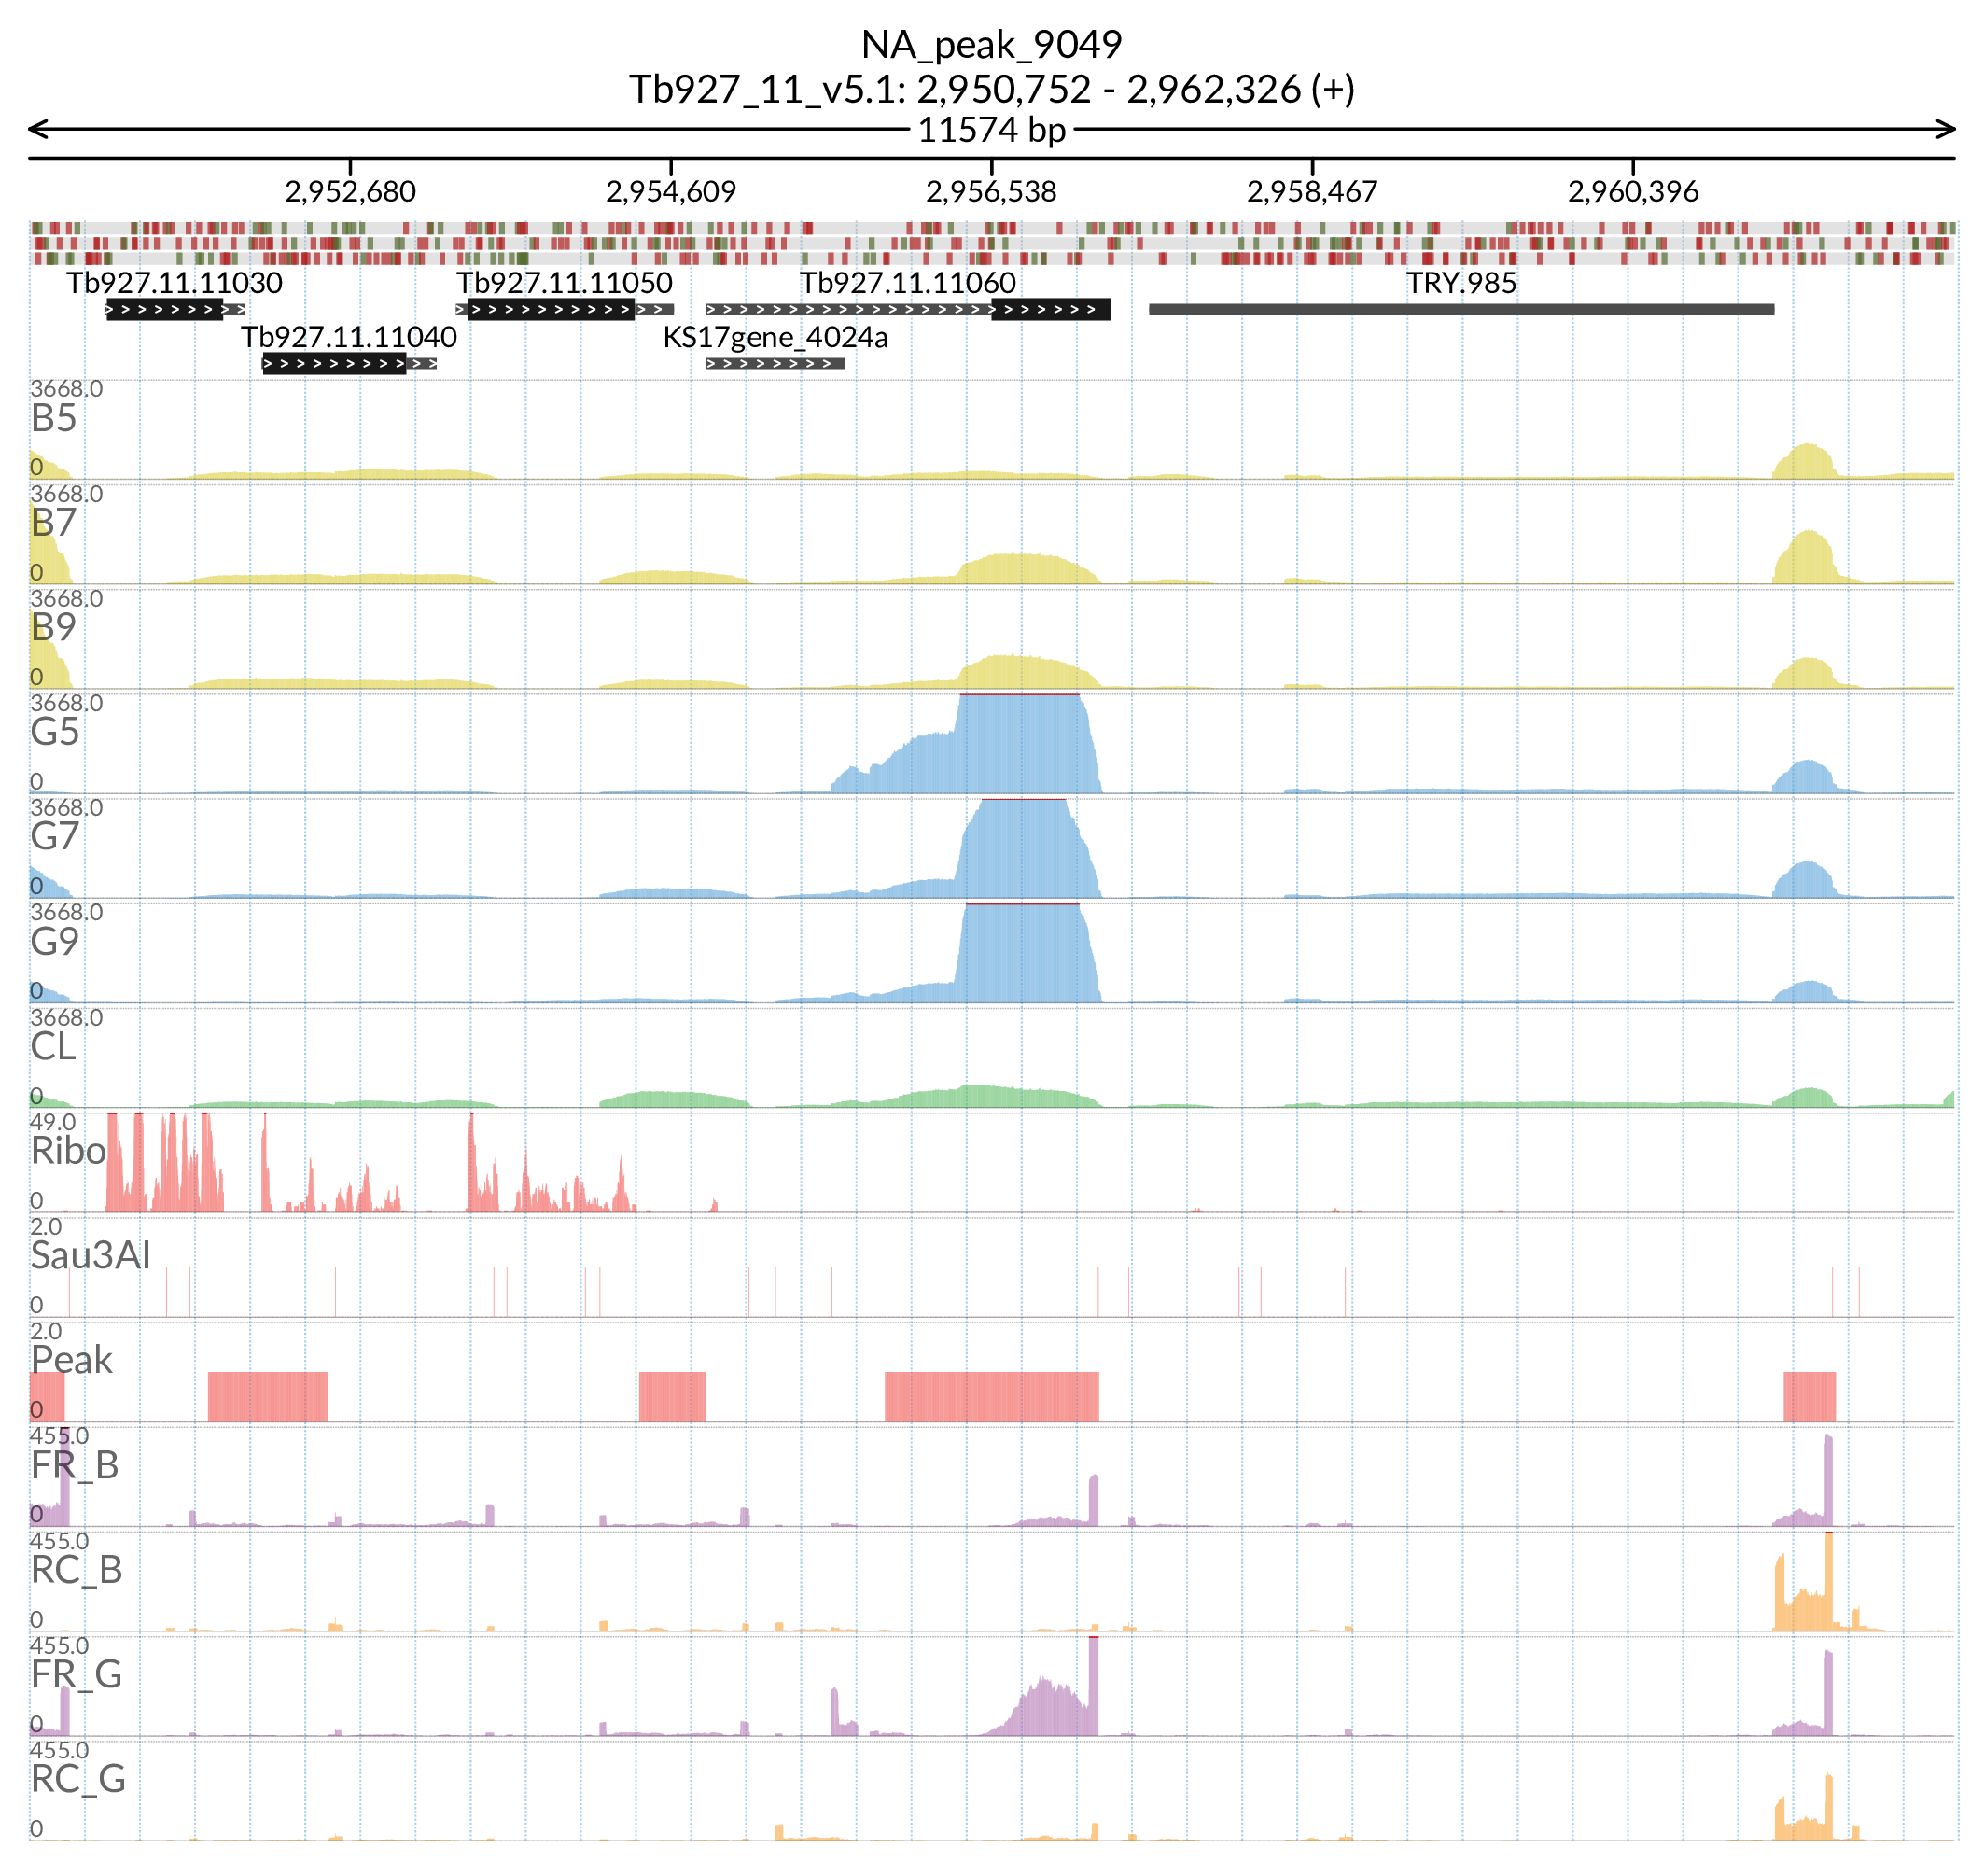 NA_peak_9049
Tb927_11_v5.1: 2,950,752 - 2,962,326 (+)
11574 bp
2,952,680 2,954,609 2,956,538 2,958,467 2,960,396
Tb927.11.11030 Tb927.11.11050 Tb927.11.11060 TRY.985
Tb927.11.11040 KS17gene_4024a
3668.0
B5
0
3668.0
B7
0
3668.0
B9
0
3668.0
G5
0
3668.0
G7
0
3668.0
G9
0
3668.0
CL
0
49.0
Ribo
0
2.0
Sau3AI
0
2.0
Peak
0
455.0
FR_B
0
455.0
RC_B
0
455.0
FR_G
0
455.0
RC_G
0